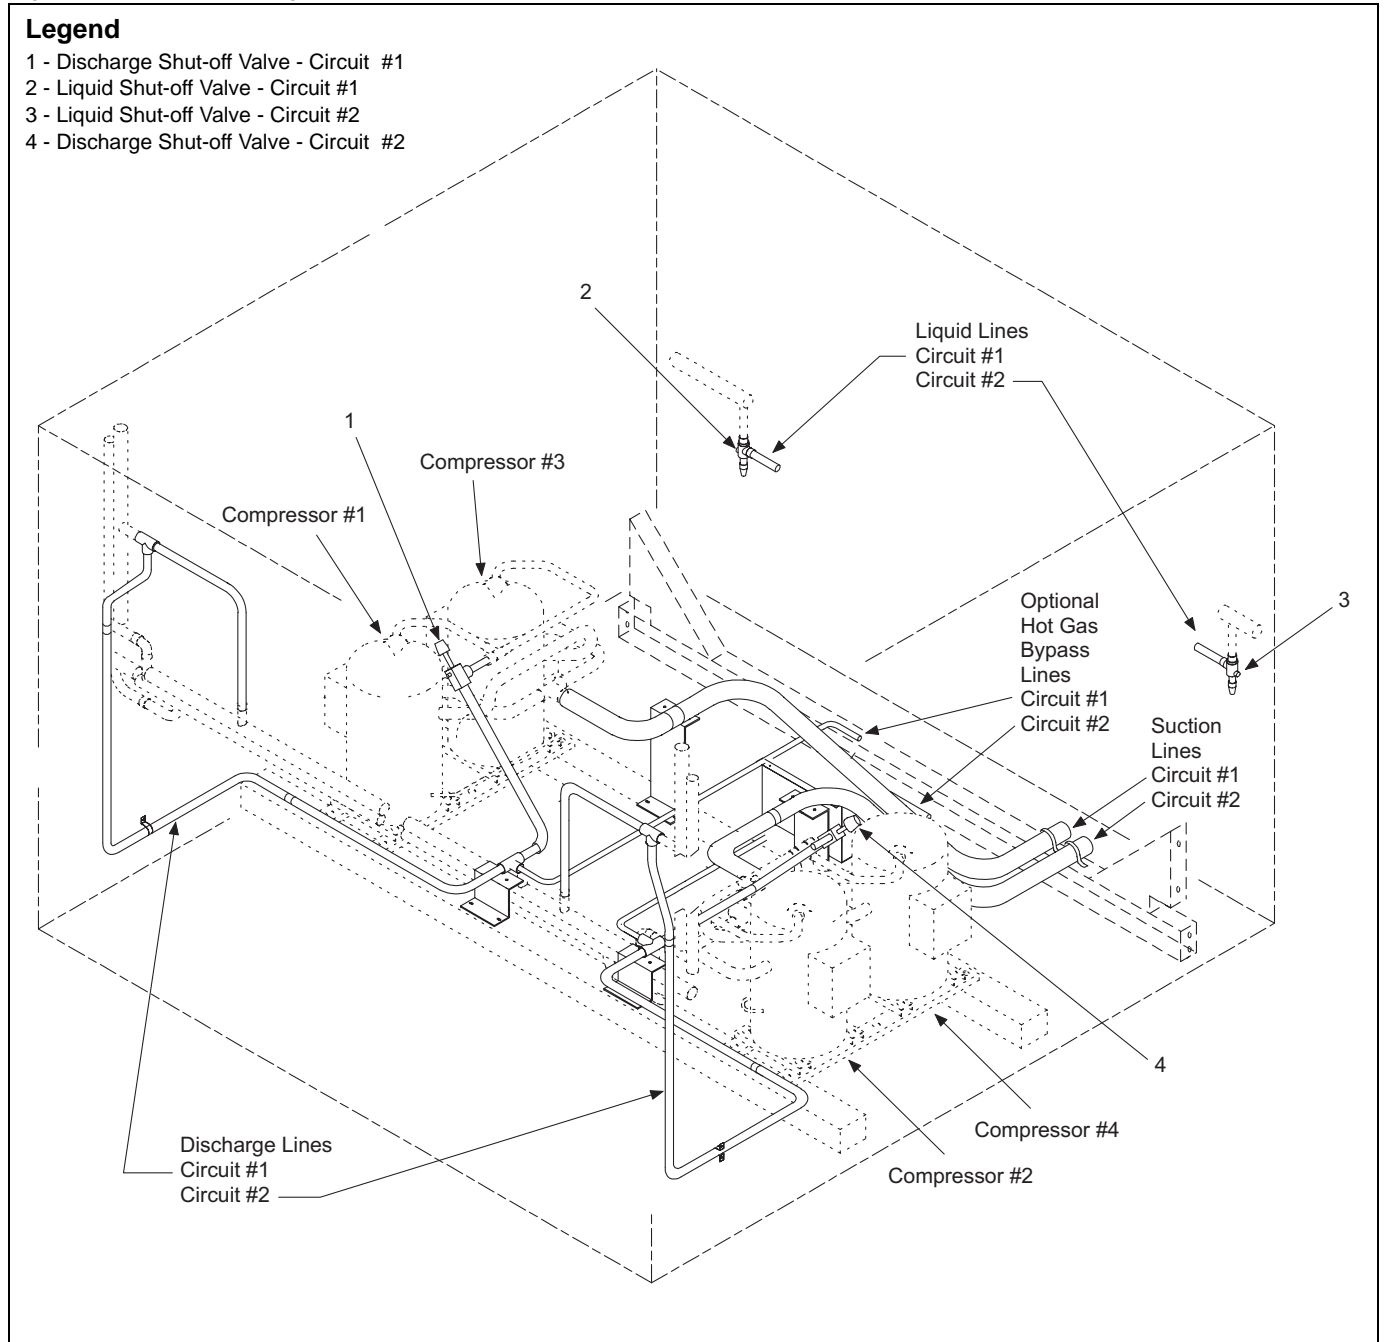 Legend
1 - Discharge Shut-off Valve - Circuit #1
2 - Liquid Shut-off Valve - Circuit #1
3 - Liquid Shut-off Valve - Circuit #2
4 - Discharge Shut-off Valve - Circuit #2
2
Liquid Lines
Circuit #1
Circuit #2
1
Compressor #3
Compressor #1
Optional
Hot Gas
Bypass
Lines
Circuit #1
Circuit #2
3
Suction
Lines
Circuit #1
Circuit #2
4
Compressor #4
Compressor #2
Discharge Lines
Circuit #1
Circuit #2